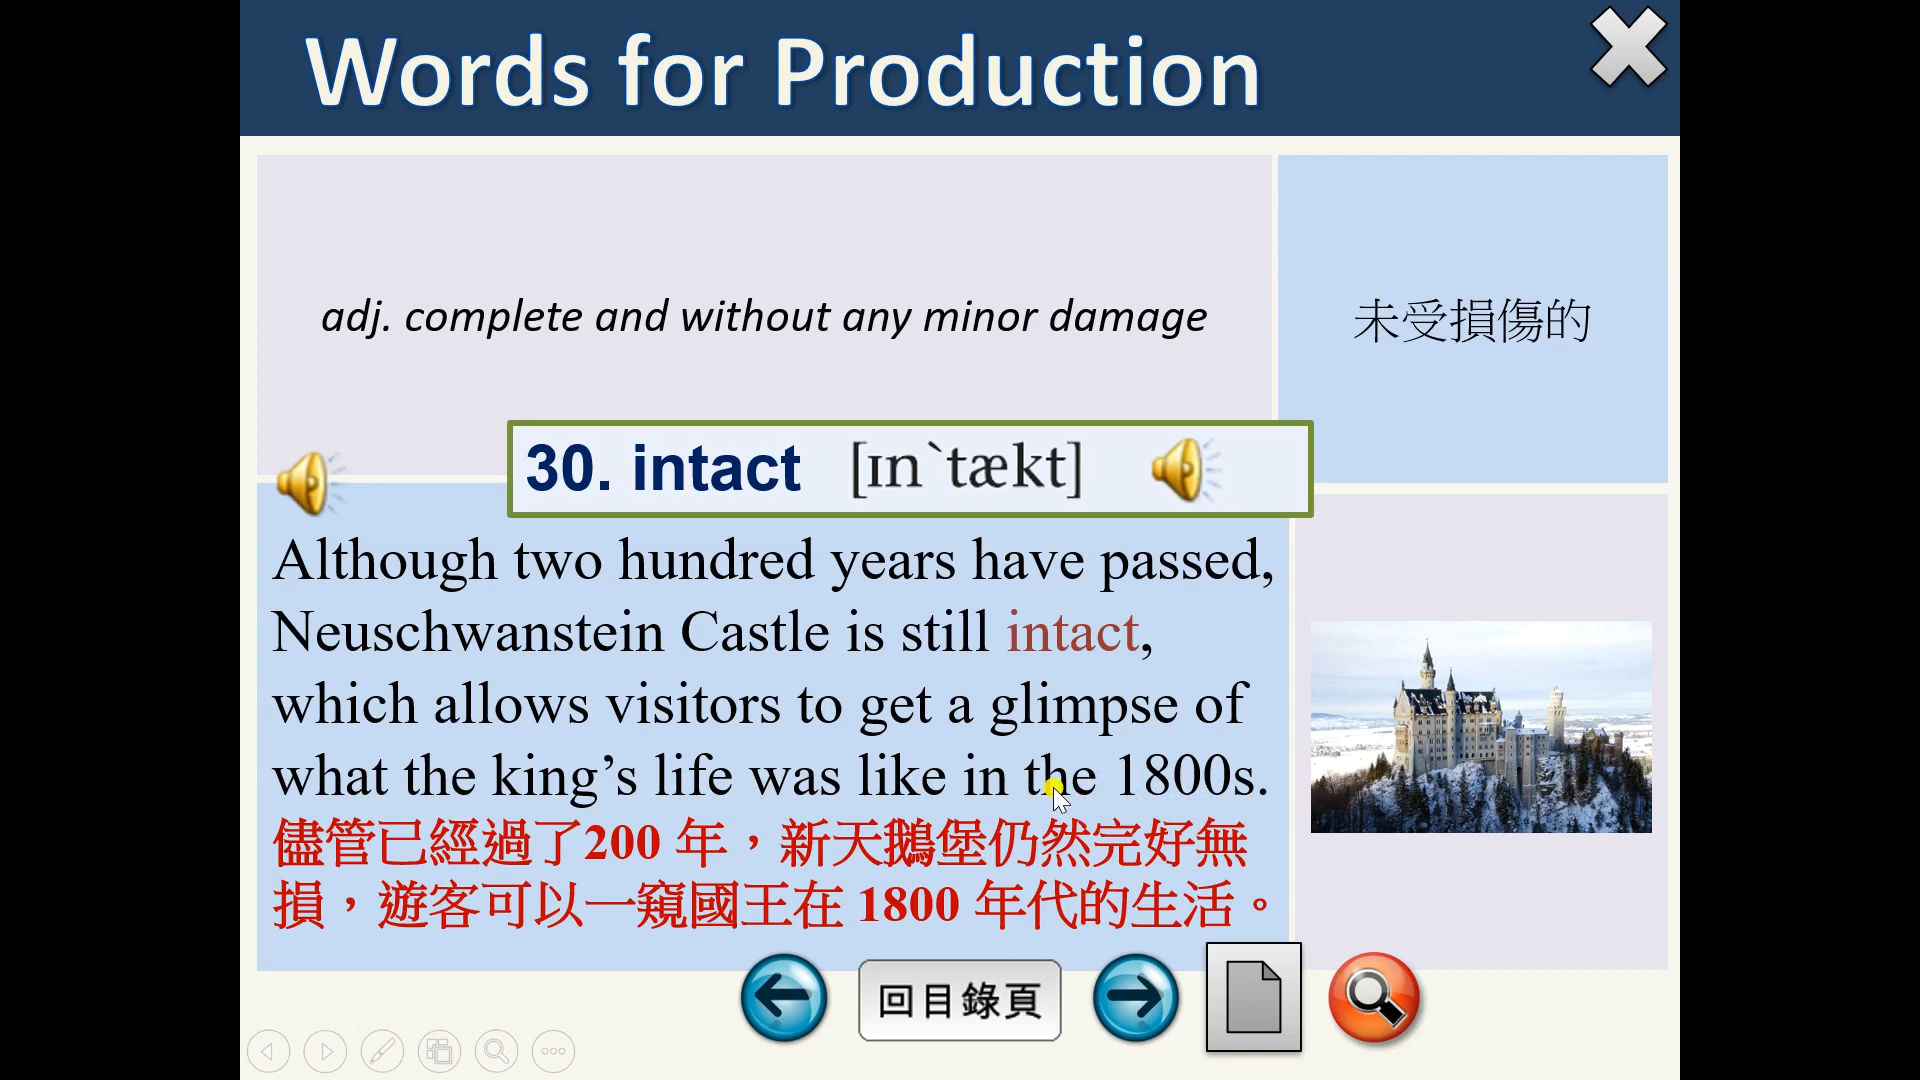 Words for Production
adj. complete and without any minor damage
未受損傷的
30. intact [ɪnˋtækt]
Although two hundred years have passed,
Neuschwanstein Castle is still intact,
which allows visitors to get a glimpse of
what the king’s life was like in the 1800s.
儘管已經過了200 年，新天鵝堡仍然完好無
損，遊客可以一窺國王在 1800 年代的生活。
回目錄頁